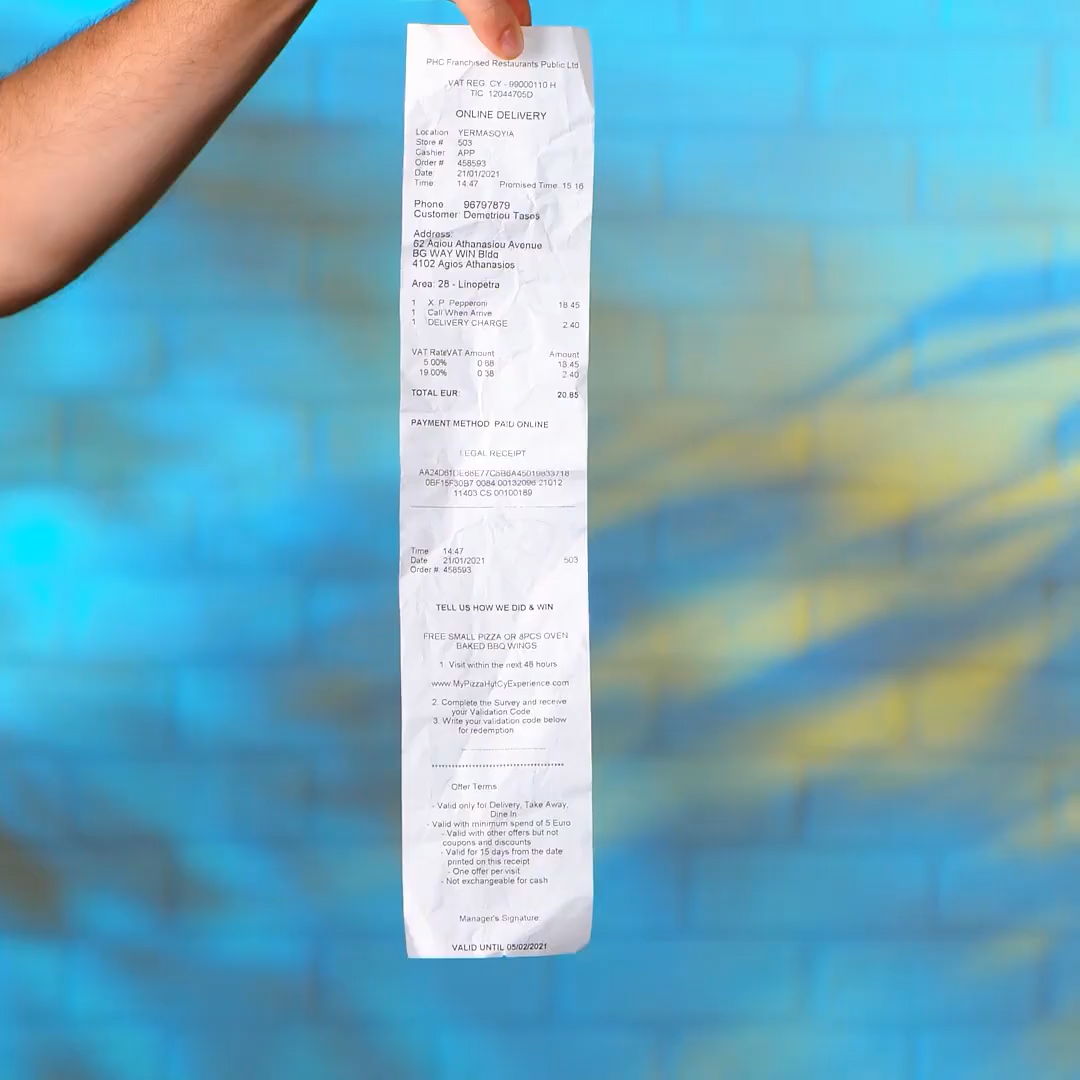 PHC Franchised Restaurants Public Ltd
VAT REG. CY - 99000110 H
TIC 12044705D
ONLINE DELIVERY
Location YERMASOYIA
Store # 503
Cashier APP
Order # 458593
Date 21/01/2021
Time 14:47 Promised Time 15 16
Phone 96797879
Customer Demetriou Tasos
Address:
62 Agiou Athanasiou Avenue
BG WAY WIN Bldg
4102 Agios Athanasios
Area: 28 - Linopetra
1 X. P. Pepperoni 18.45
1 Call When Arrive
1 DELIVERY CHARGE 2.40
VAT Rate VAT Amount Amount
5.00% 0.88 18.45
19.00% 0.38 2.40
TOTAL EUR: 20.85
PAYMENT METHOD PAID ONLINE
LEGAL RECEIPT
0BF15F30B7 0084 00132096 21012
11403 CS 00100189
Time 14:47
Date 21/01/2021 503
Order #. 458593
TELL US HOW WE DID & WIN
FREE SMALL PIZZA OR 8PCS OVEN
BAKED BBQ WINGS
1. Visit within the next 48 hours
www.MyPizzaHutCyExperience.com
2. Complete the Survey and receive
your Validation Code
3. Write your validation code below
for redemption
Offer Terms
- Valid only for Delivery, Take Away,
Dine In
- Valid with minimum spend of 5 Euro
- Valid with other offers but not
coupons and discounts
- Valid for 15 days from the date
printed on this receipt
- One offer per visit
- Not exchangeable for cash
Manager's Signature
VALID UNTIL 05/02/2021